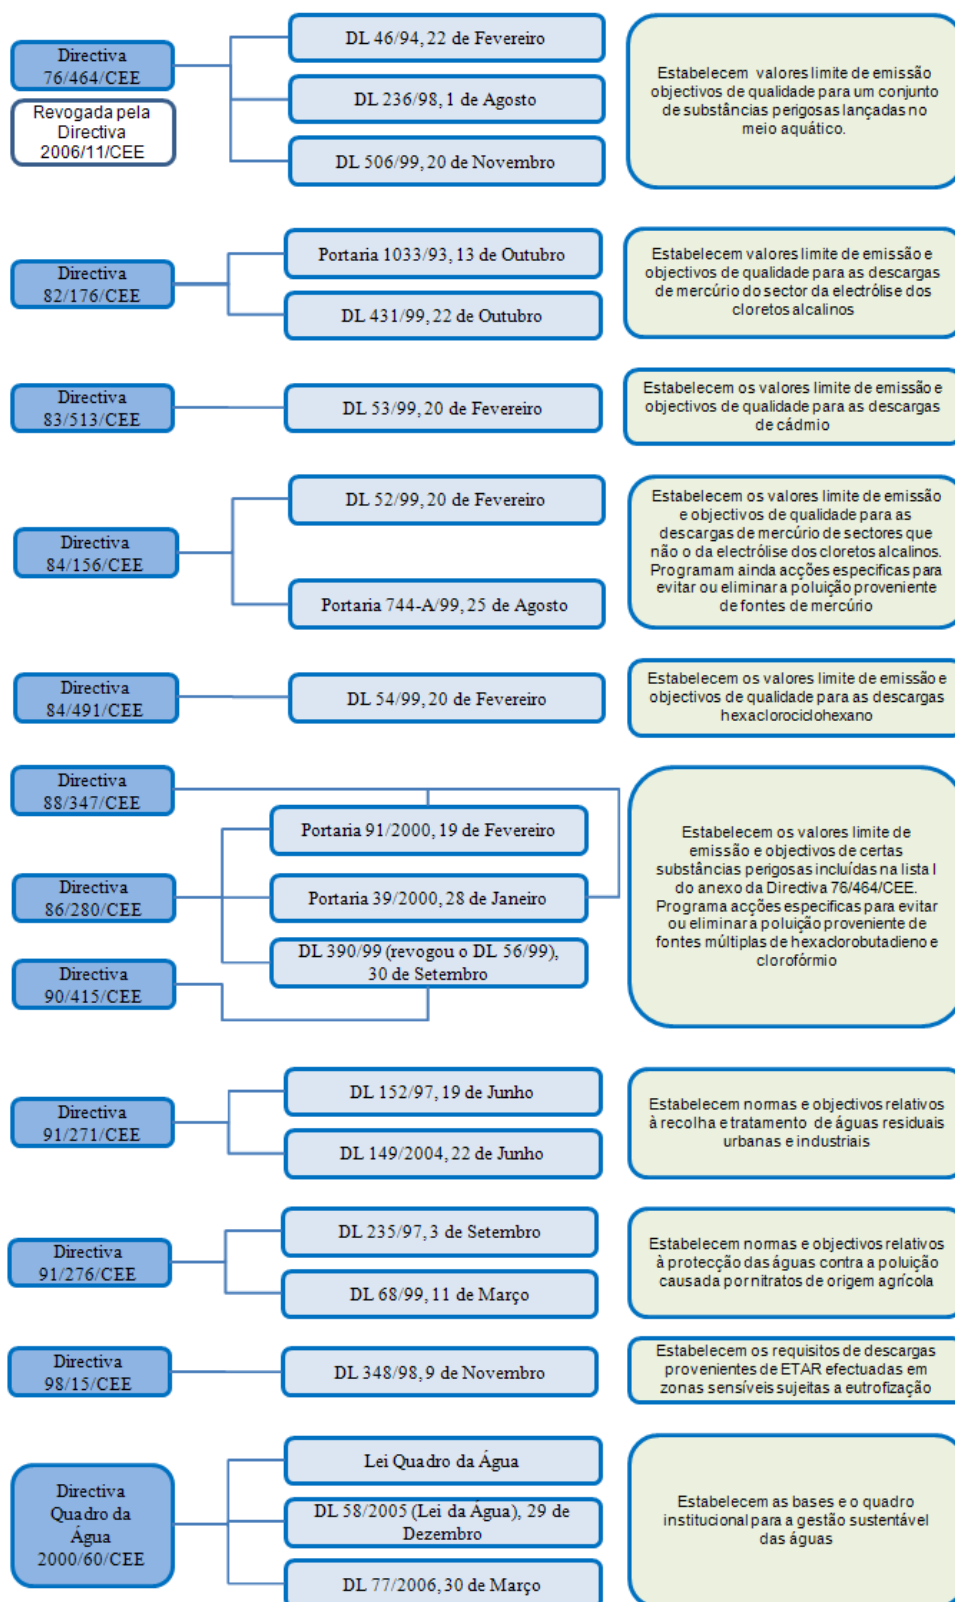 Directiva
76/464/CEE
Revogada pela
Directiva
2006/11/CEE
DL 46/94, 22 de Fevereiro
DL 236/98, 1 de Agosto
DL 506/99, 20 de Novembro
Estabelecem valores limite de emissão
objectivos de qualidade para um conjunto
de substâncias perigosas lançadas no
meio aquático.
Directiva
82/176/CEE
Portaria 1033/93, 13 de Outubro
DL 431/99, 22 de Outubro
Estabelecem valores limite de emissão e
objectivos de qualidade para as descargas
de mercúrio do sector da electrólise dos
cloretos alcalinos
Directiva
83/513/CEE
DL 53/99, 20 de Fevereiro
Estabelecem os valores limite de emissão e
objectivos de qualidade para as descargas
de cádmio
Directiva
84/156/CEE
DL 52/99, 20 de Fevereiro
Portaria 744-A/99, 25 de Agosto
Estabelecem os valores limite de emissão
e objectivos de qualidade para as
descargas de mercúrio de sectores que
não o da electrólise dos cloretos alcalinos.
Programam ainda acções especificas para
evitar ou eliminar a poluição proveniente
de fontes de mercúrio
Directiva
84/491/CEE
DL 54/99, 20 de Fevereiro
Estabelecem os valores limite de emissão e
objectivos de qualidade para as descargas
hexaclorociclohexano
Directiva
88/347/CEE
Directiva
86/280/CEE
Directiva
90/415/CEE
Portaria 91/2000, 19 de Fevereiro
Portaria 39/2000, 28 de Janeiro
DL 390/99 (revogou o DL 56/99),
30 de Setembro
Estabelecem os valores limite de
emissão e objectivos de certas
substâncias perigosas incluídas na lista I
do anexo da Directiva 76/464/CEE.
Programa acções especificas para evitar
ou eliminar a poluição proveniente de
fontes múltiplas de hexaclorobutadieno e
clorofórmio
Directiva
91/271/CEE
DL 152/97, 19 de Junho
DL 149/2004, 22 de Junho
Estabelecem normas e objectivos relativos
à recolha e tratamento de águas residuais
urbanas e industriais
Directiva
91/276/CEE
DL 235/97, 3 de Setembro
DL 68/99, 11 de Março
Estabelecem normas e objectivos relativos
à protecção das águas contra a poluição
causada por nitratos de origem agrícola
Directiva
98/15/CEE
DL 348/98, 9 de Novembro
Estabelecem os requisitos de descargas
provenientes de ETAR efectuadas em
zonas sensíveis sujeitas a eutrofização
Directiva
Quadro da
Água
2000/60/CEE
Lei Quadro da Água
DL 58/2005 (Lei da Água), 29 de
Dezembro
DL 77/2006, 30 de Março
Estabelecem as bases e o quadro
institucional para a gestão sustentável
das águas